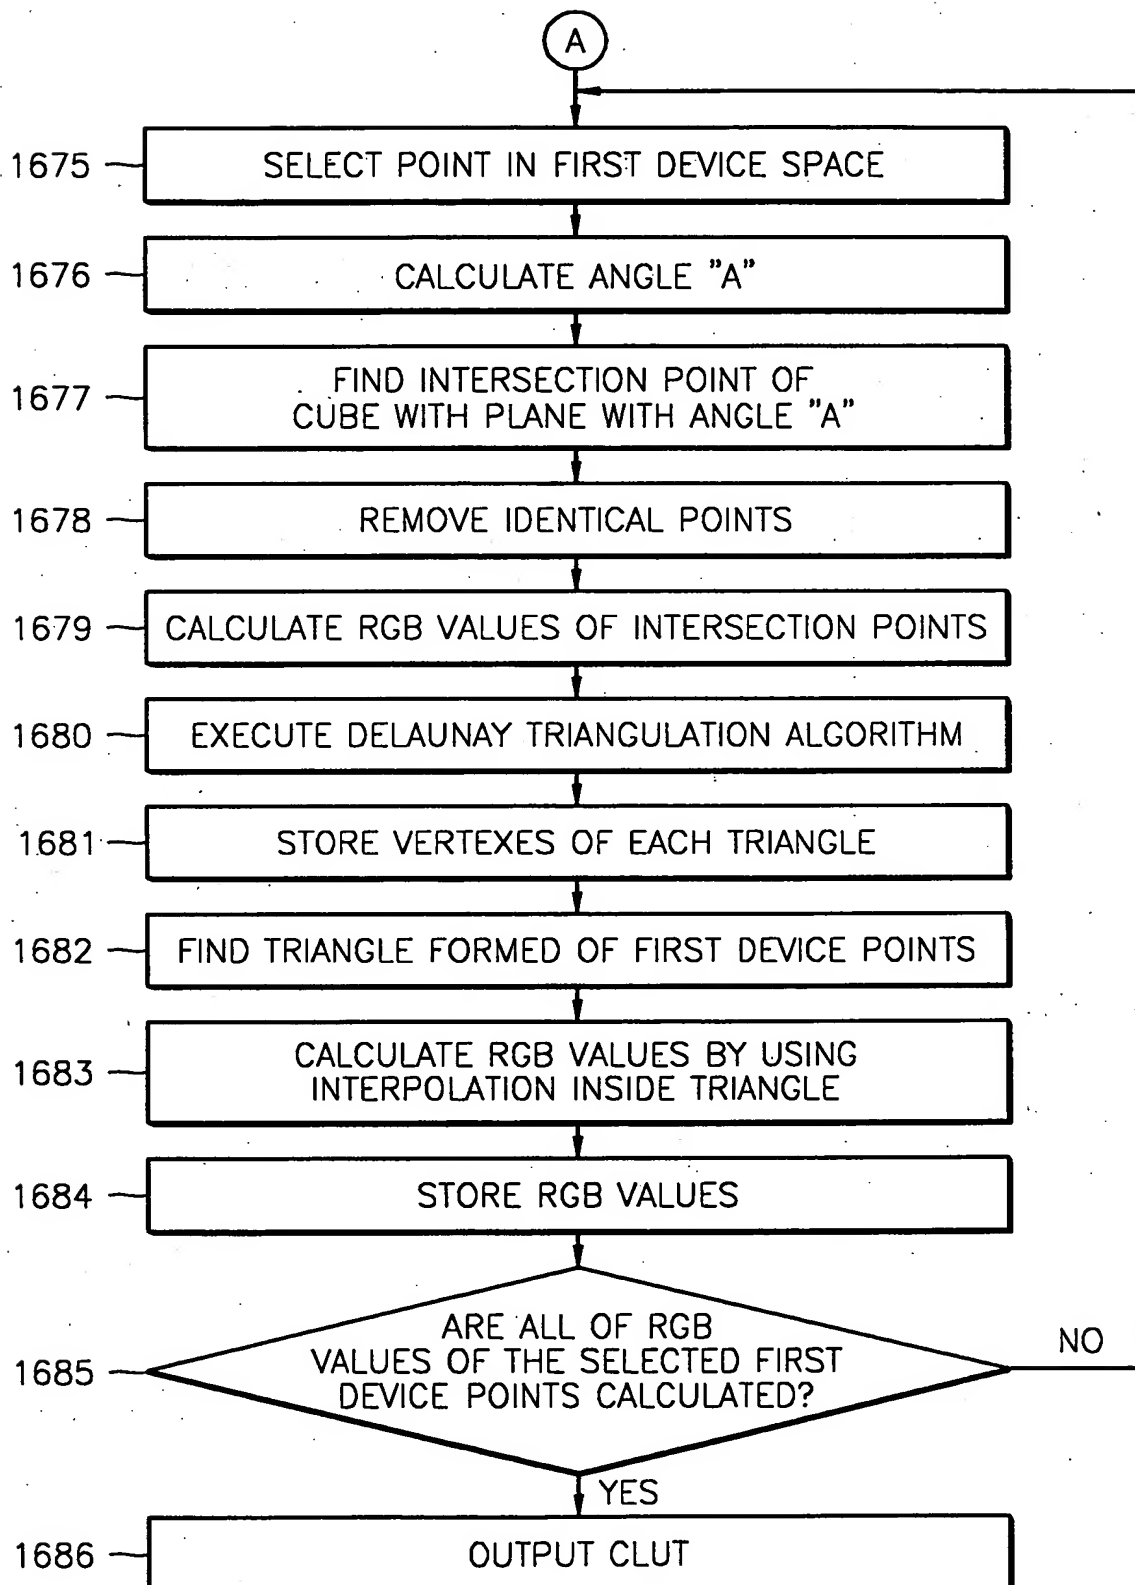 A
1675
SELECT POINT IN FIRST DEVICE SPACE
1676
CALCULATE ANGLE "A"
1677
FIND INTERSECTION POINT OF
CUBE WITH PLANE WITH ANGLE "A"
1678
REMOVE IDENTICAL POINTS
1679
CALCULATE RGB VALUES OF INTERSECTION POINTS
1680
EXECUTE DELAUNAY TRIANGULATION ALGORITHM
1681
STORE VERTEXES OF EACH TRIANGLE
1682
FIND TRIANGLE FORMED OF FIRST DEVICE POINTS
1683
CALCULATE RGB VALUES BY USING
INTERPOLATION INSIDE TRIANGLE
1684
STORE RGB VALUES
1685
ARE ALL OF RGB
VALUES OF THE SELECTED FIRST
DEVICE POINTS CALCULATED?
NO
YES
1686
OUTPUT CLUT